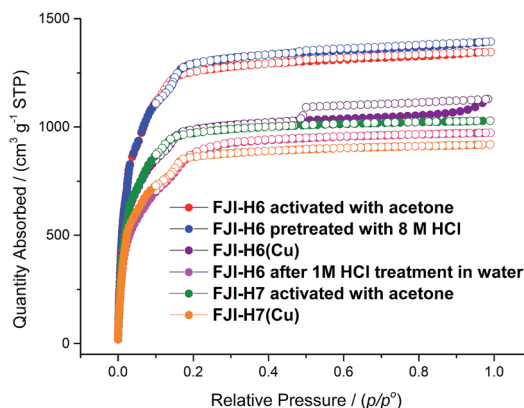 1500
1000
500
0
Quantity Absorbed / (cm³ g⁻¹ STP)
FJI-H6 activated with acetone
FJI-H6 pretreated with 8 M HCl
FJI-H6(Cu)
FJI-H6 after 1M HCl treatment in water
FJI-H7 activated with acetone
FJI-H7(Cu)
0.0 0.2 0.4 0.6 0.8 1.0
Relative Pressure / (p/pº)